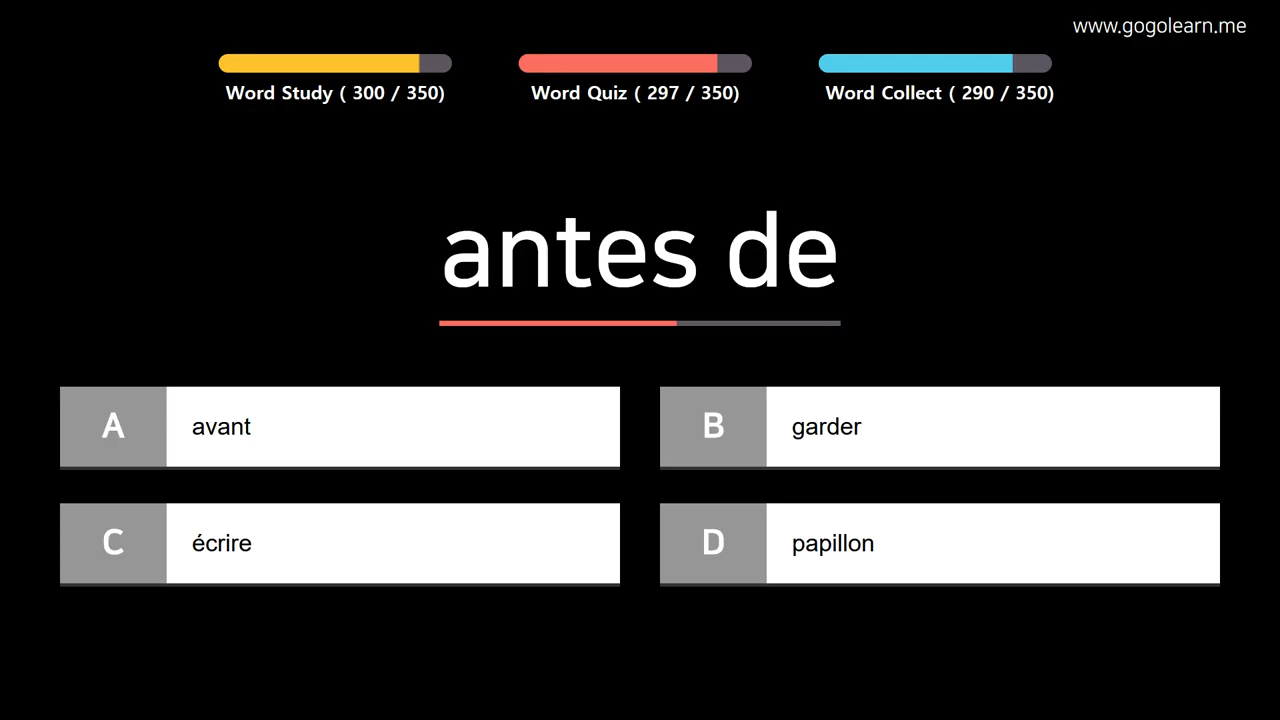 www.gogolearn.me
Word Study ( 300 / 350)
Word Quiz ( 297 / 350)
Word Collect ( 290 / 350)
antes de
A avant
B garder
C écrire
D papillon